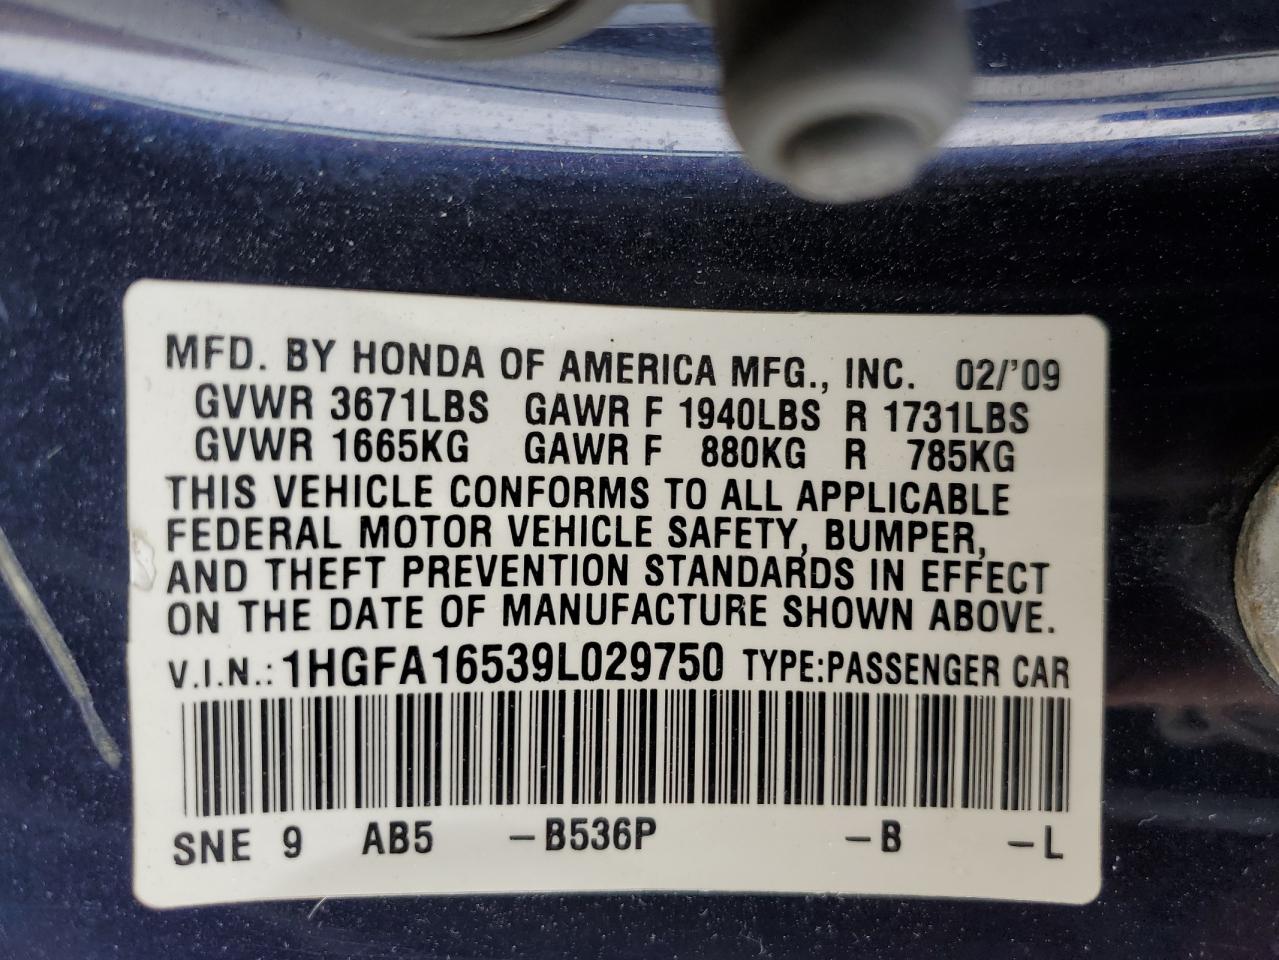 MFD. BY HONDA OF AMERICA MFG., INC. 02/'09
GVWR 3671LBS GAWR F 1940LBS R 1731LBS
GVWR 1665KG GAWR F 880KG R 785KG
THIS VEHICLE CONFORMS TO ALL APPLICABLE
FEDERAL MOTOR VEHICLE SAFETY, BUMPER,
AND THEFT PREVENTION STANDARDS IN EFFECT
ON THE DATE OF MANUFACTURE SHOWN ABOVE.
V.I.N.: 1HGFA16539L029750 TYPE:PASSENGER CAR
SNE 9 AB5 –B536P –B –L